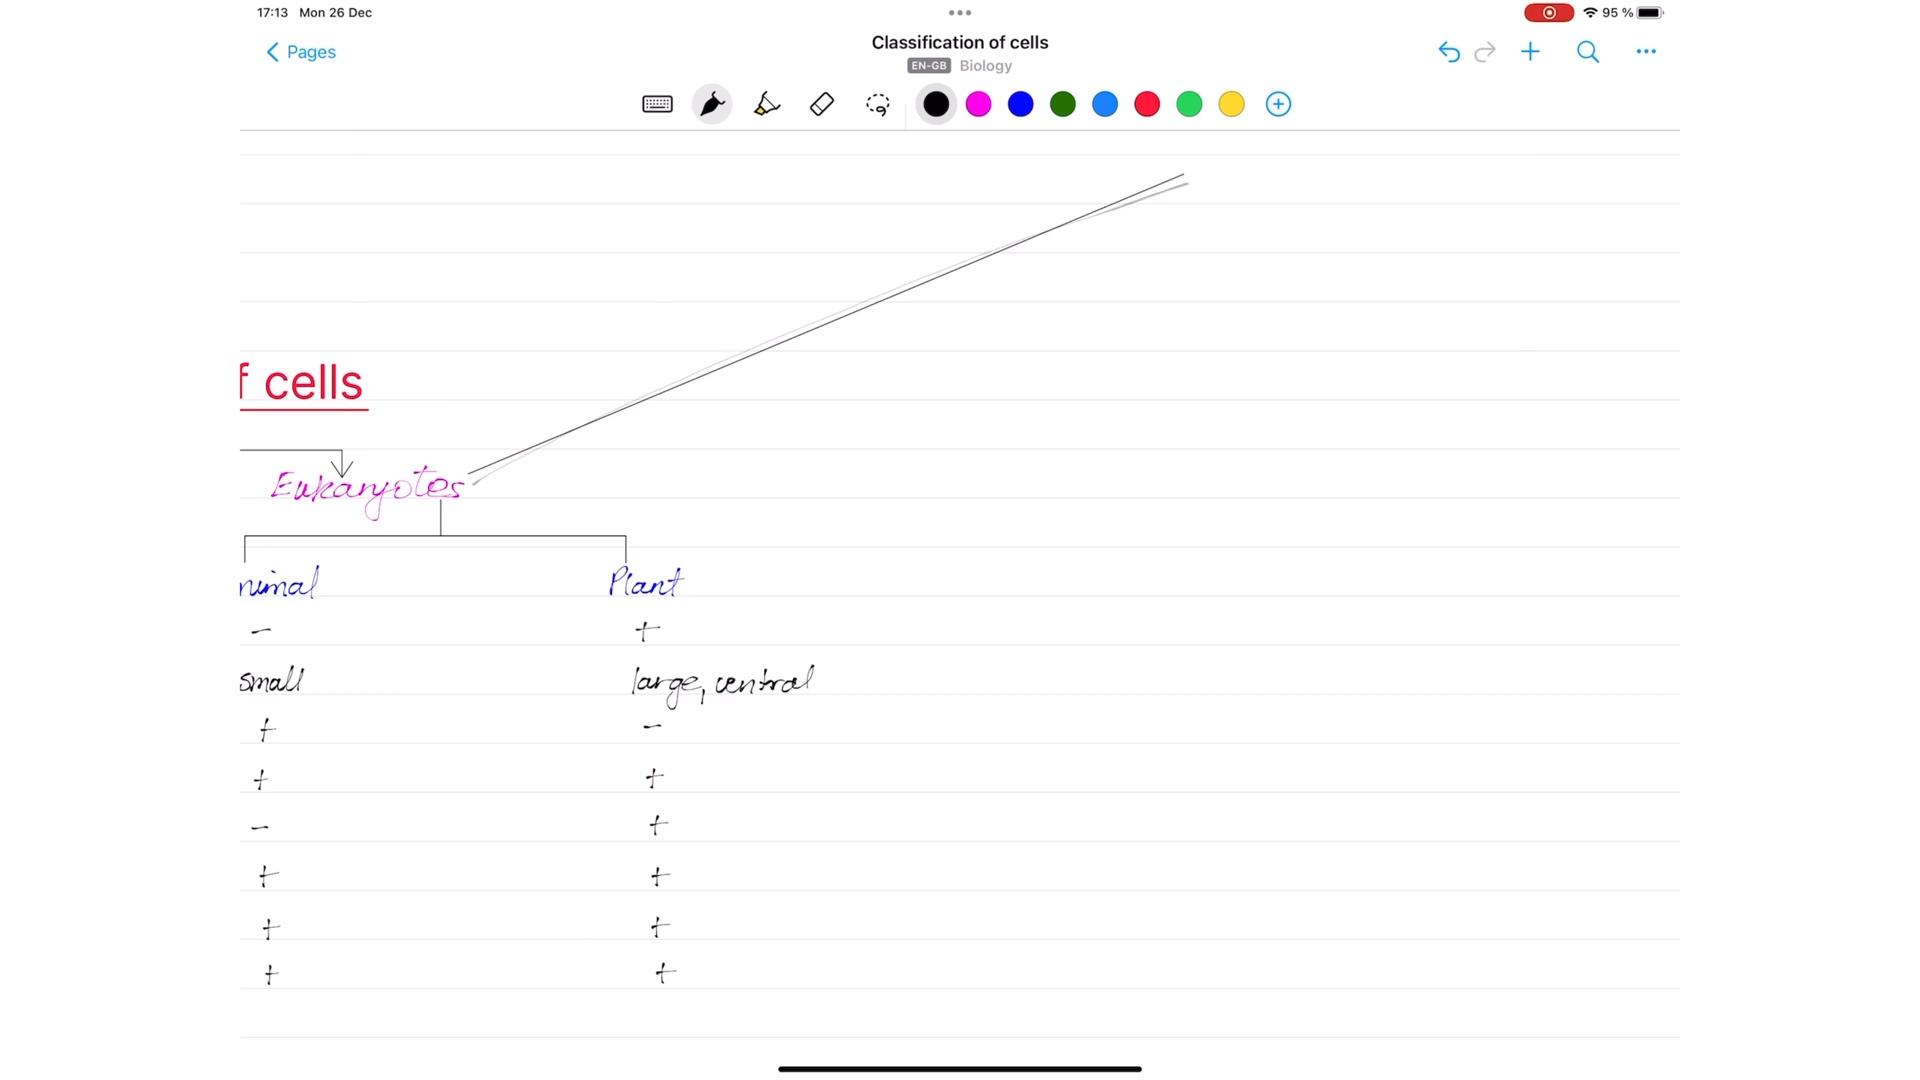 17:13 Mon 26 Dec
95 %
Pages
Classification of cells
EN-GB Biology
f cells
Eukaryotes
nimal Plant
- +
small large, central
+ -
+ +
- +
+ +
+ +
+ +